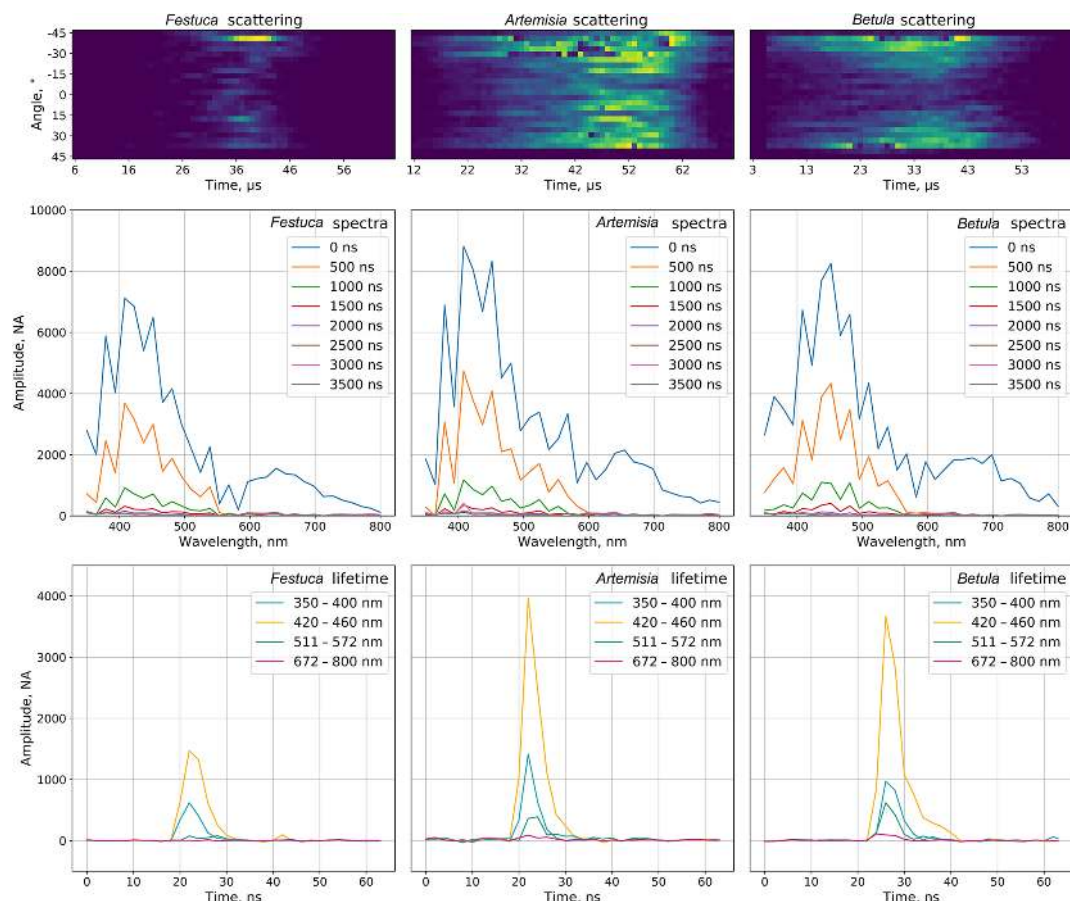 Festuca scattering
Artemisia scattering
Betula scattering
Angle, °
-45
-30
-15
0
15
30
45
6 16 26 36 46 56
12 22 32 42 52 62
3 13 23 33 43 53
Time, µs
Time, µs
Time, µs
Amplitude, NA
10000
8000
6000
4000
2000
0
Festuca spectra
0 ns
500 ns
1000 ns
1500 ns
2000 ns
2500 ns
3000 ns
3500 ns
Artemisia spectra
0 ns
500 ns
1000 ns
1500 ns
2000 ns
2500 ns
3000 ns
3500 ns
Betula spectra
0 ns
500 ns
1000 ns
1500 ns
2000 ns
2500 ns
3000 ns
3500 ns
400 500 600 700 800
400 500 600 700 800
400 500 600 700 800
Wavelength, nm
Wavelength, nm
Wavelength, nm
Amplitude, NA
4000
3000
2000
1000
0
Festuca lifetime
350 – 400 nm
420 – 460 nm
511 – 572 nm
672 – 800 nm
Artemisia lifetime
350 – 400 nm
420 – 460 nm
511 – 572 nm
672 – 800 nm
Betula lifetime
350 – 400 nm
420 – 460 nm
511 – 572 nm
672 – 800 nm
0 10 20 30 40 50 60
0 10 20 30 40 50 60
0 10 20 30 40 50 60
Time, ns
Time, ns
Time, ns